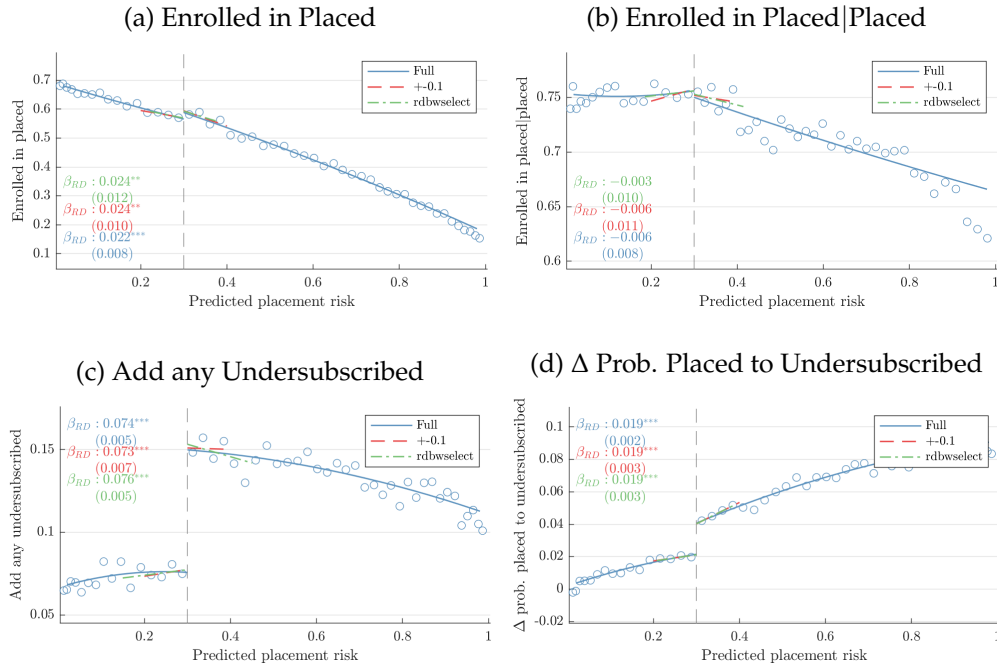 (a) Enrolled in Placed
Enrolled in placed
0.7
0.6
0.5
0.4
0.3
0.2
0.1
Full
+-0.1
rdbwselect
β_RD : 0.024**
(0.012)
β_RD : 0.024**
(0.010)
β_RD : 0.022***
(0.008)
0.2 0.4 0.6 0.8 1
Predicted placement risk
(b) Enrolled in Placed|Placed
Enrolled in placed|placed
0.75
0.7
0.65
0.6
Full
+-0.1
rdbwselect
β_RD : −0.003
(0.010)
β_RD : −0.006
(0.011)
β_RD : −0.006
(0.008)
0.2 0.4 0.6 0.8 1
Predicted placement risk
(c) Add any Undersubscribed
Add any undersubscribed
0.15
0.1
0.05
β_RD : 0.074***
(0.005)
β_RD : 0.073***
(0.007)
β_RD : 0.076***
(0.005)
Full
+-0.1
rdbwselect
0.2 0.4 0.6 0.8 1
Predicted placement risk
(d) Δ Prob. Placed to Undersubscribed
Δ prob. placed to undersubscribed
0.1
0.08
0.06
0.04
0.02
0
-0.02
β_RD : 0.019***
(0.002)
β_RD : 0.019***
(0.003)
β_RD : 0.019***
(0.003)
Full
+-0.1
rdbwselect
0.2 0.4 0.6 0.8 1
Predicted placement risk